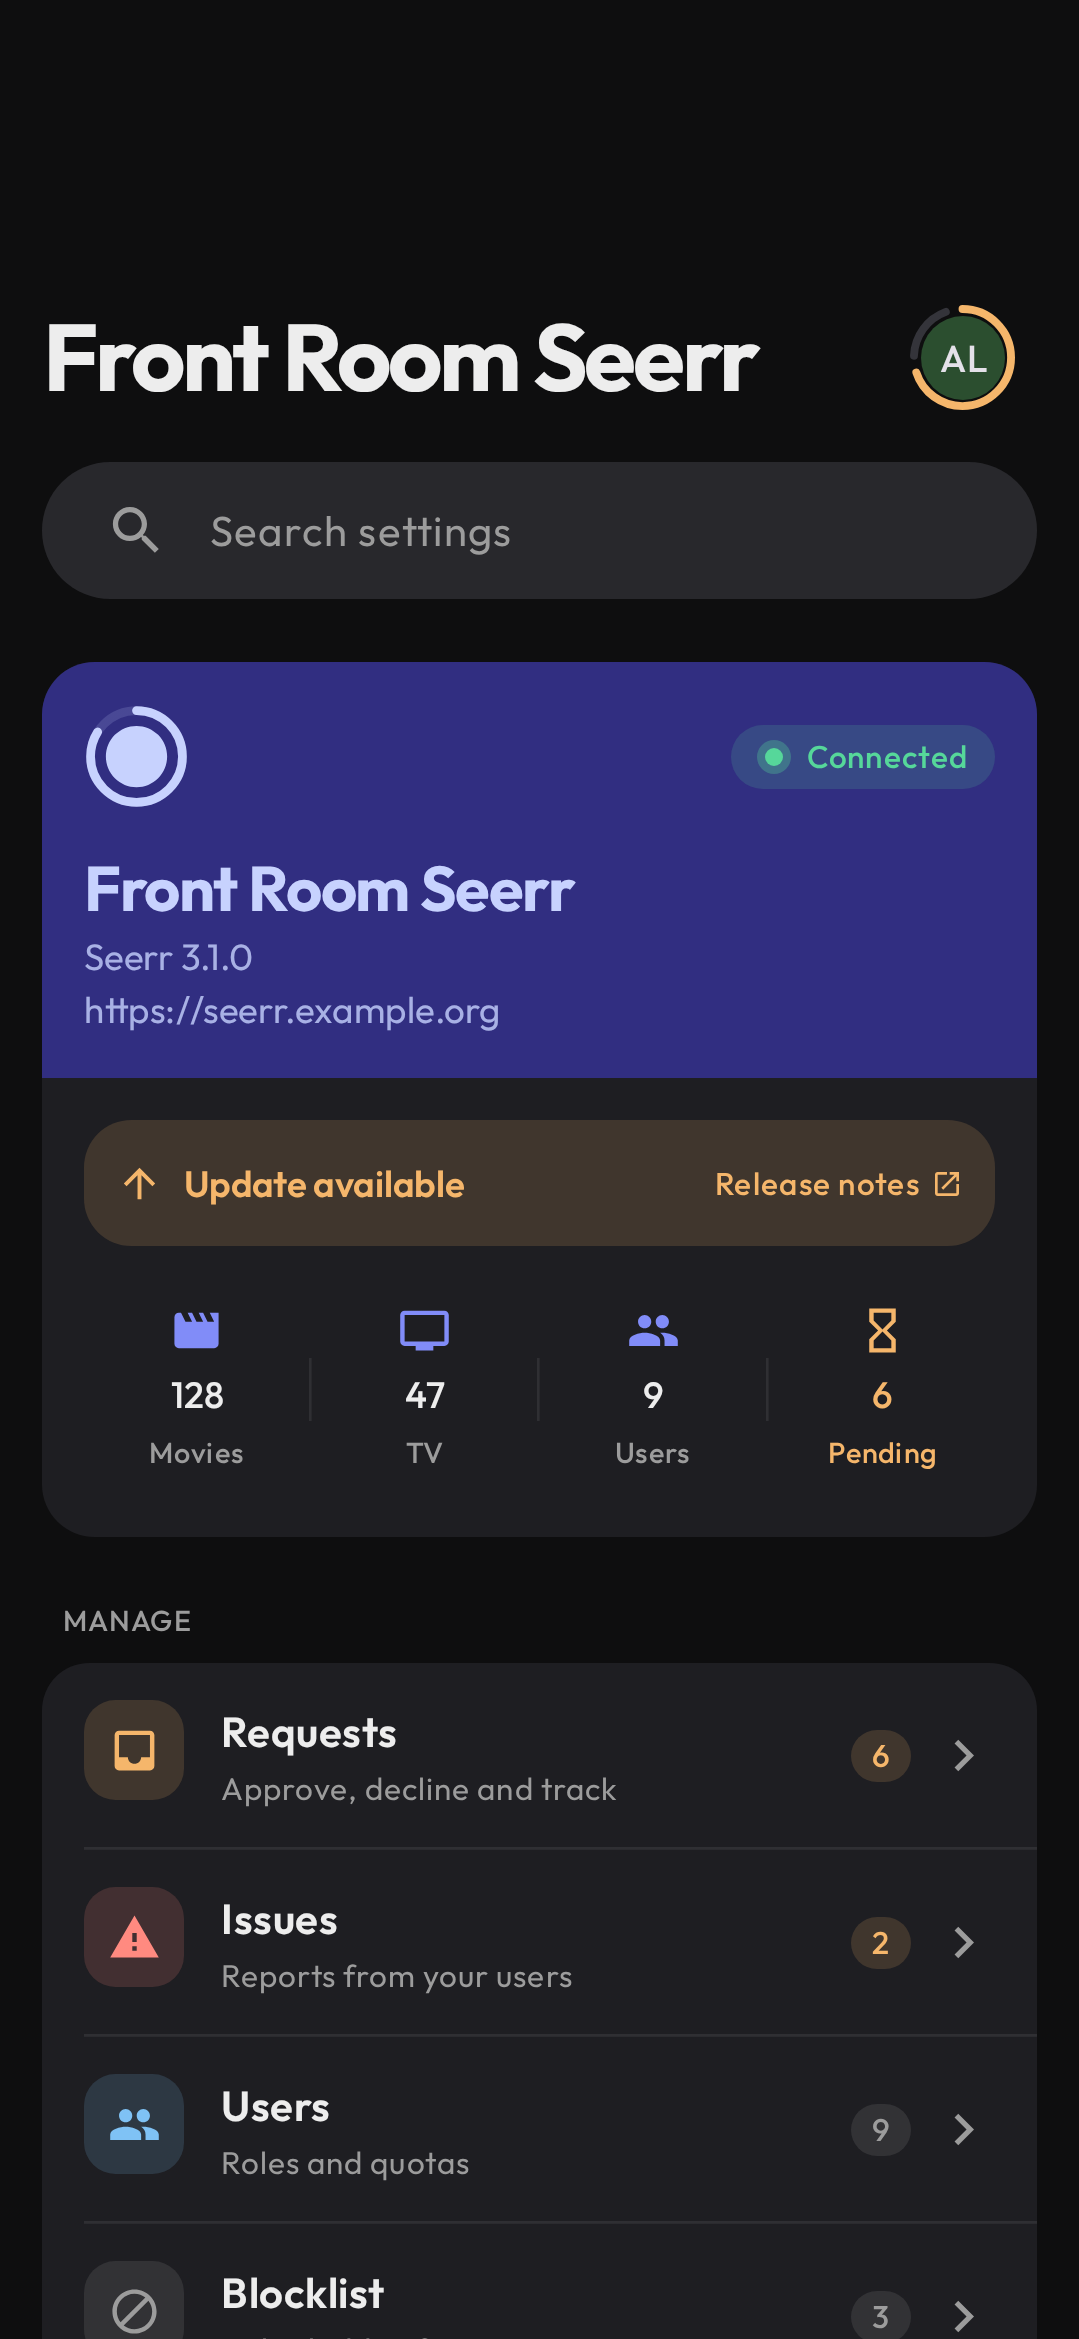 Front Room Seerr
AL
Search settings
Connected
Front Room Seerr
Seerr 3.1.0
https://seerr.example.org
Update available
Release notes
128
47
9
6
Movies
TV
Users
Pending
MANAGE
Requests
Approve, decline and track
6
Issues
Reports from your users
2
Users
Roles and quotas
9
Blocklist
3